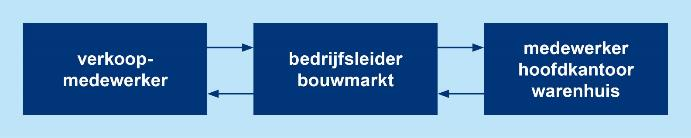 verkoop-
medewerker
bedrijfsleider
bouwmarkt
medewerker
hoofdkantoor
warenhuis